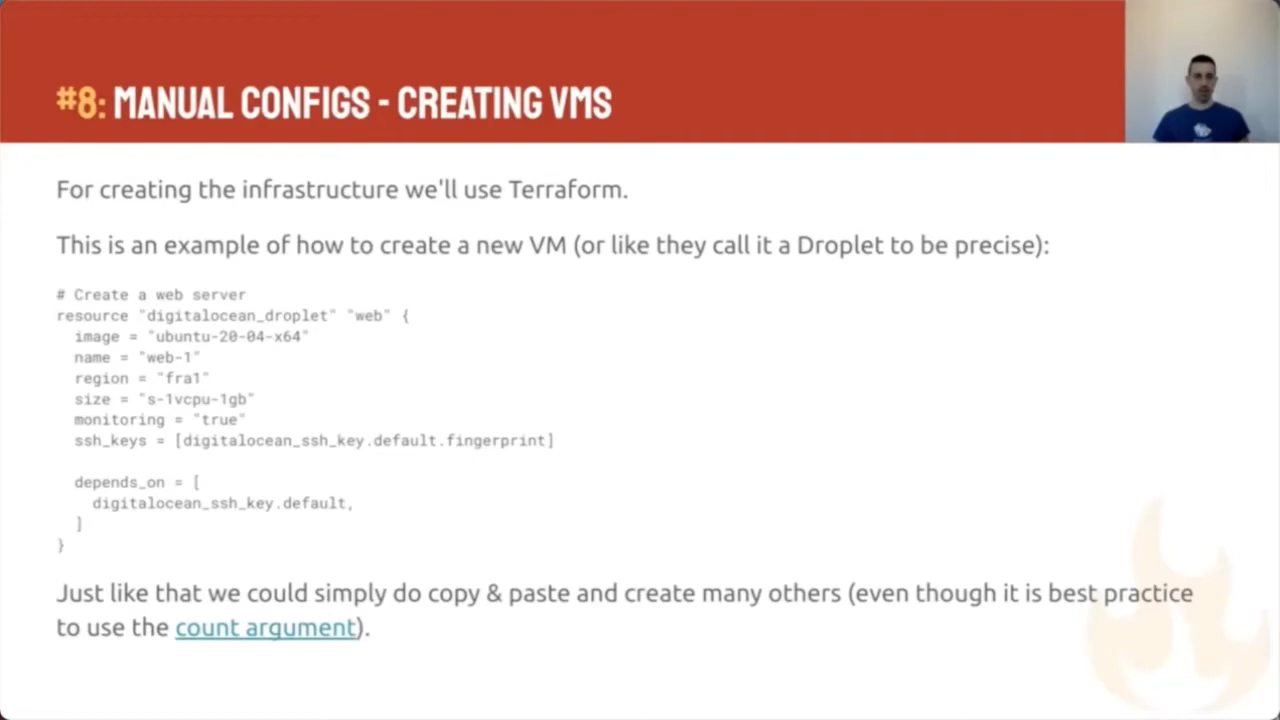 #8: MANUAL CONFIGS - CREATING VMS
For creating the infrastructure we'll use Terraform.
This is an example of how to create a new VM (or like they call it a Droplet to be precise):
# Create a web server
resource "digitalocean_droplet" "web" {
  image = "ubuntu-20-04-x64"
  name = "web-1"
  region = "fra1"
  size = "s-1vcpu-1gb"
  monitoring = "true"
  ssh_keys = [digitalocean_ssh_key.default.fingerprint]
  depends_on = [
    digitalocean_ssh_key.default,
  ]
}
Just like that we could simply do copy & paste and create many others (even though it is best practice
to use the count argument).